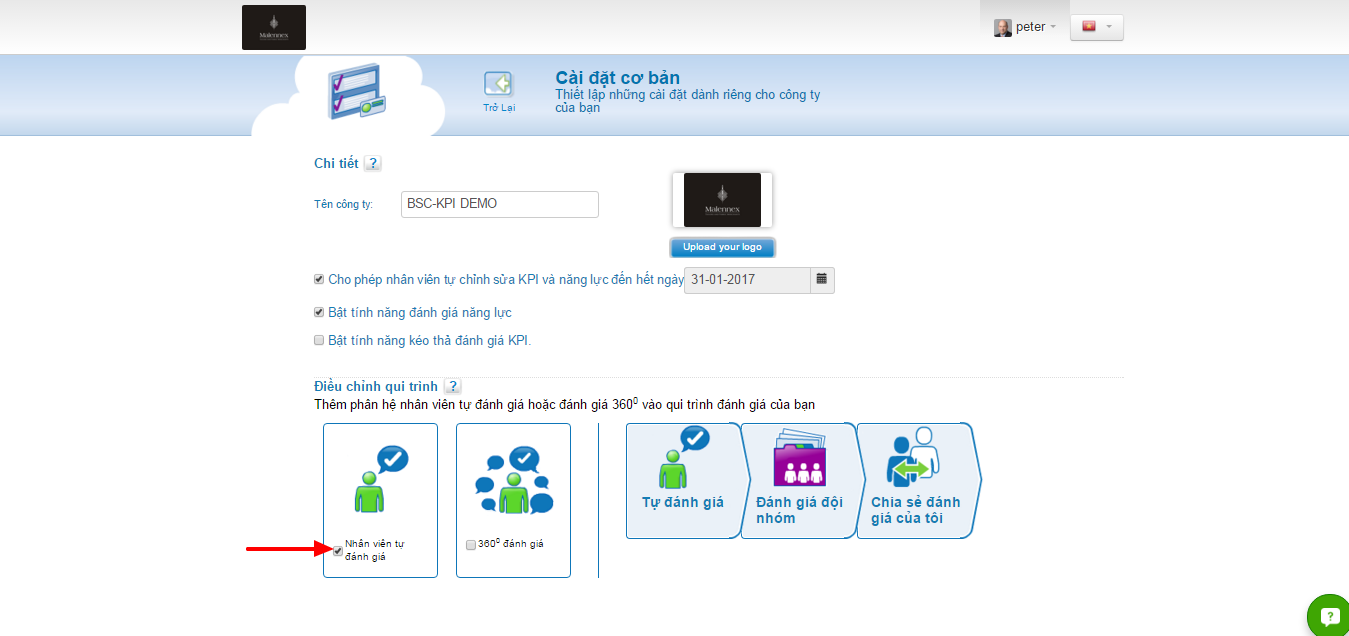 Malennex
peter
Trở Lại
Cài đặt cơ bản
Thiết lập những cài đặt dành riêng cho công ty
của bạn
Chi tiết ?
Tên công ty:
BSC-KPI DEMO
Malennex
Upload your logo
Cho phép nhân viên tự chỉnh sửa KPI và năng lực đến hết ngày 31-01-2017
Bật tính năng đánh giá năng lực
Bật tính năng kéo thả đánh giá KPI.
Điều chỉnh qui trình ?
Thêm phân hệ nhân viên tự đánh giá hoặc đánh giá 360⁰ vào qui trình đánh giá của bạn
Nhân viên tự
đánh giá
360⁰ đánh giá
Tự đánh giá
Đánh giá đội
nhóm
Chia sẻ đánh
giá của tôi
?